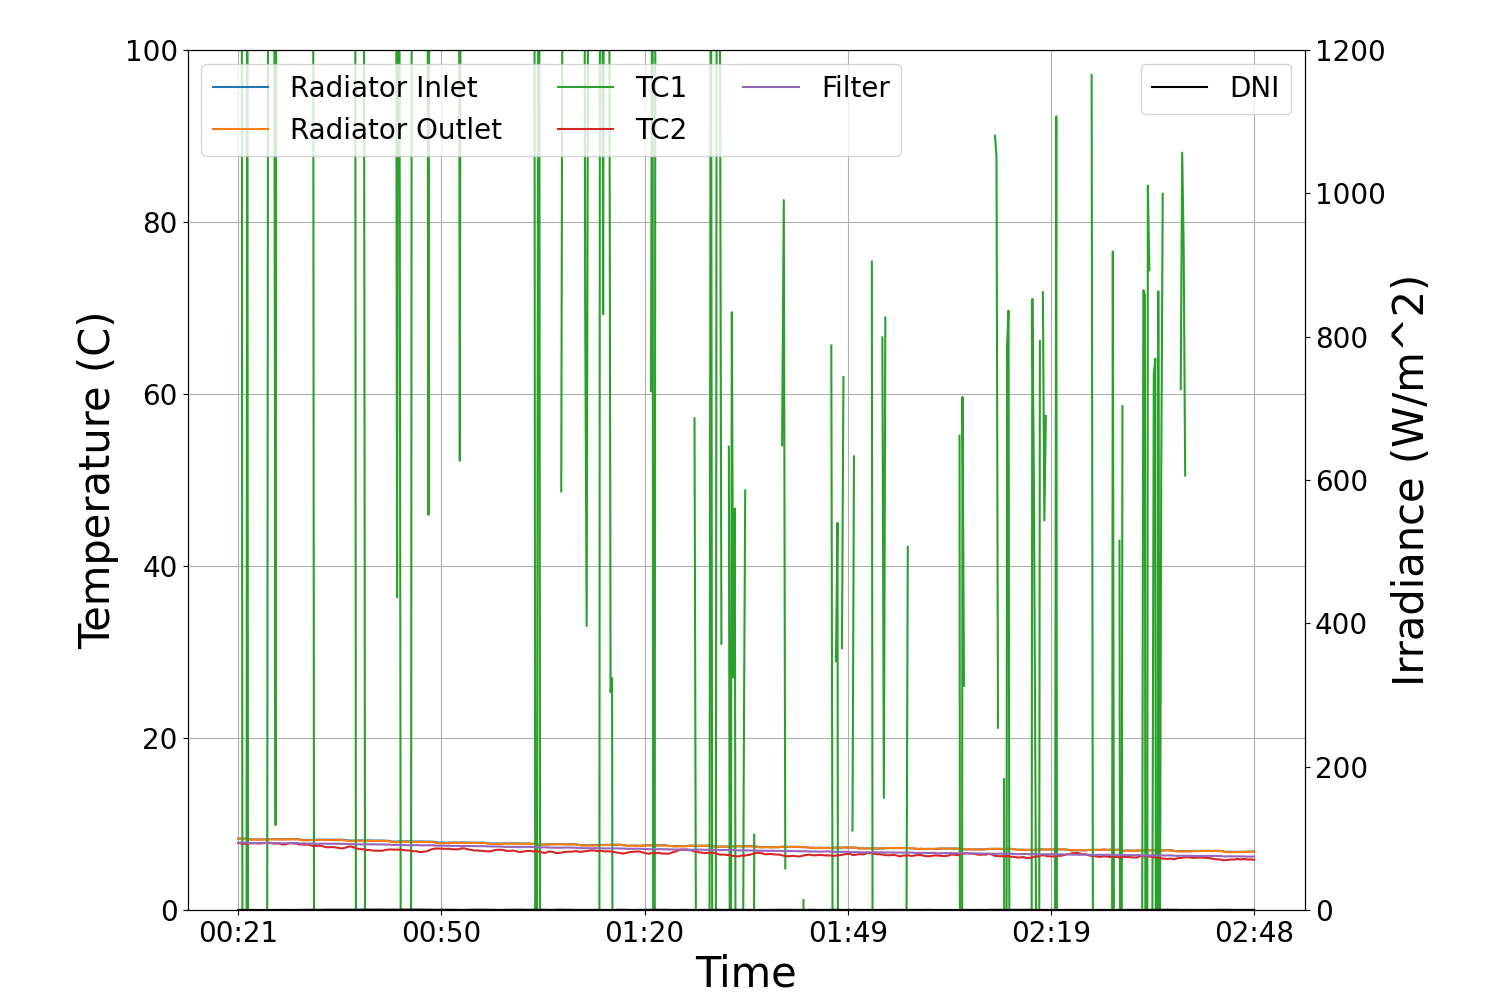 Radiator Inlet
Radiator Outlet
TC1
TC2
Filter
DNI
Temperature (C)
100
80
60
40
20
0
Irradiance (W/m^2)
1200
1000
800
600
400
200
0
00:21 00:50 01:20 01:49 02:19 02:48
Time